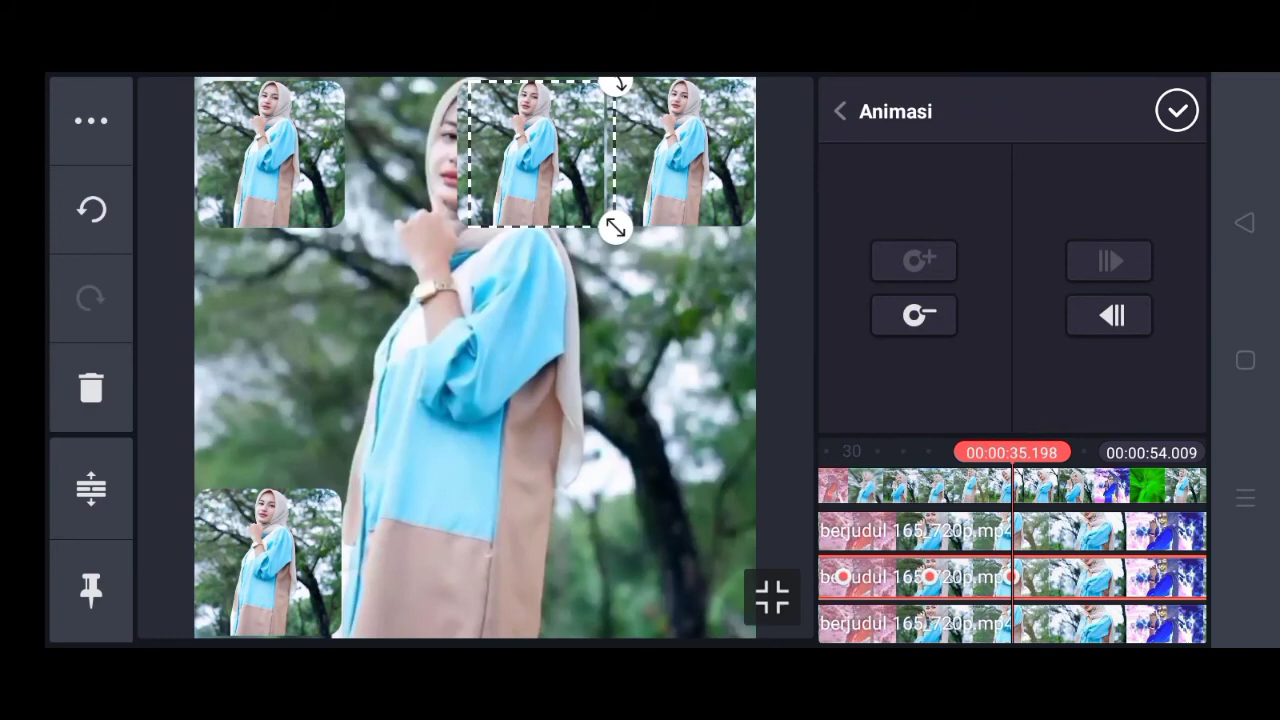 Animasi
30
00:00:35.198
00:00:54.009
berjudul 165_720p.mp4
berjudul 165_720p.mp4
berjudul 165_720p.mp4